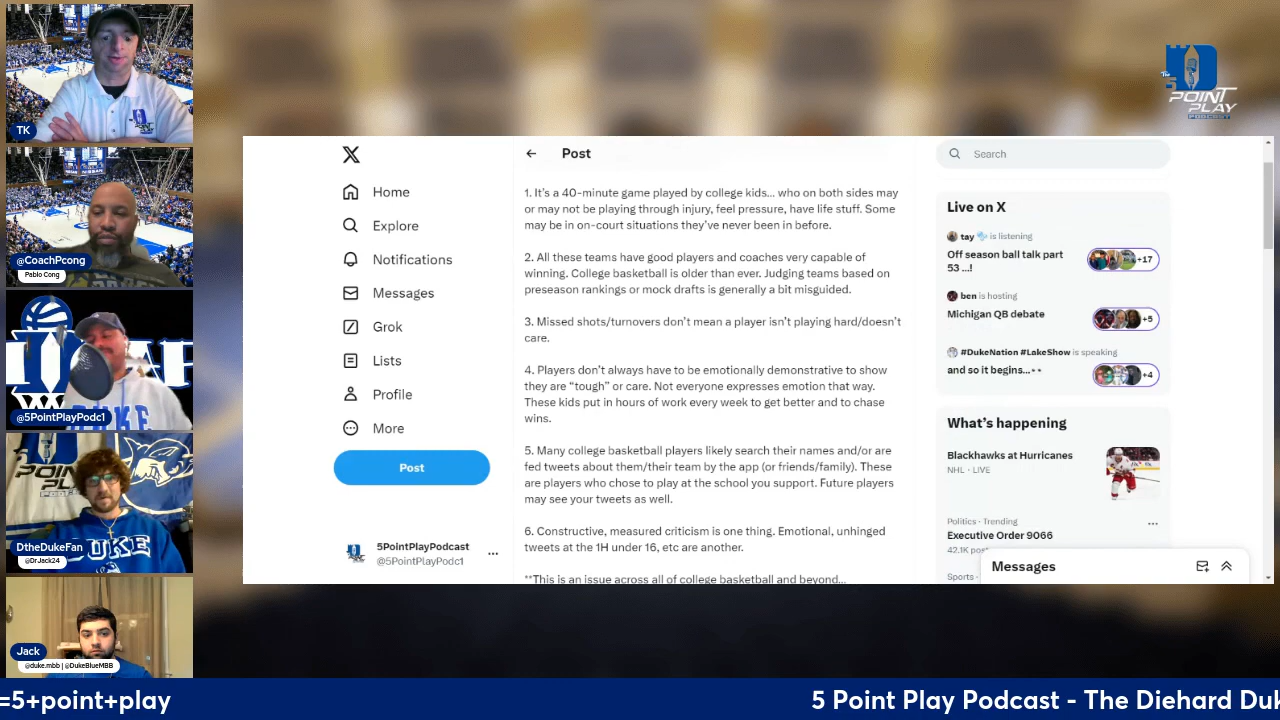 TK
@CoachPcong
Pablo Cong
@5PointPlayPodc1
DUKE
DtheDukeFan
@DrJack24
DUKE
Jack
@duke.mbb | @DukeBlueMBB
The
5
POINT
PLAY
PODCAST
X
Home
Explore
Notifications
Messages
Grok
Lists
Profile
More
Post
5PointPlayPodcast
@5PointPlayPodc1
Post
1. It's a 40-minute game played by college kids... who on both sides may
or may not be playing through injury, feel pressure, have life stuff. Some
may be in on-court situations they've never been in before.
2. All these teams have good players and coaches very capable of
winning. College basketball is older than ever. Judging teams based on
preseason rankings or mock drafts is generally a bit misguided.
3. Missed shots/turnovers don't mean a player isn't playing hard/doesn't
care.
4. Players don't always have to be emotionally demonstrative to show
they are “tough” or care. Not everyone expresses emotion that way.
These kids put in hours of work every week to get better and to chase
wins.
5. Many college basketball players likely search their names and/or are
fed tweets about them/their team by the app (or friends/family). These
are players who chose to play at the school you support. Future players
may see your tweets as well.
6. Constructive, measured criticism is one thing. Emotional, unhinged
tweets at the 1H under 16, etc are another.
**This is an issue across all of college basketball and beyond...
Search
Live on X
tay is listening
Off season ball talk part
53 ...!
+17
ben is hosting
Michigan QB debate
+5
#DukeNation #LakeShow is speaking
and so it begins...
+4
What's happening
Blackhawks at Hurricanes
NHL · LIVE
Politics · Trending
Executive Order 9066
42.1K post
Sports ·
Messages
=5+point+play
5 Point Play Podcast - The Diehard Duk